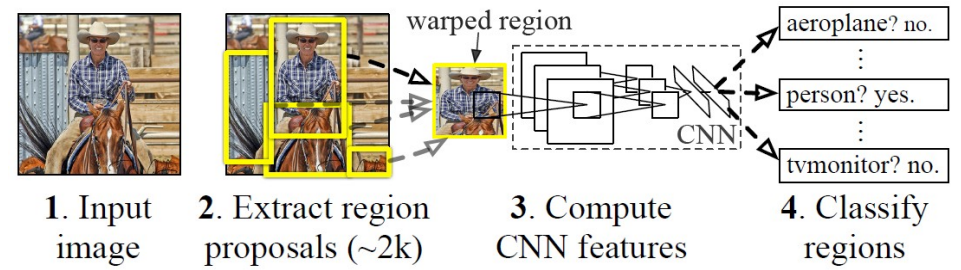 warped region
aeroplane? no.
person? yes.
CNN
tvmonitor? no.
1. Input
image
2. Extract region
proposals (~2k)
3. Compute
CNN features
4. Classify
regions